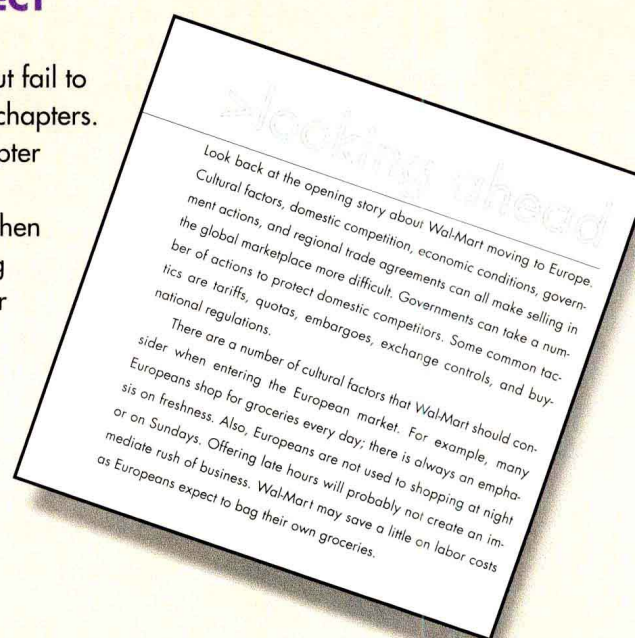 ECT
ut fail to
chapters.
pter
hen
g
r
>looking ahead
Look back at the opening story about Wal-Mart moving to Europe.
Cultural factors, domestic competition, economic conditions, govern-
ment actions, and regional trade agreements can all make selling in
the global marketplace more difficult. Governments can take a num-
ber of actions to protect domestic competitors. Some common tac-
tics are tariffs, quotas, embargoes, exchange controls, and buy-
national regulations.
There are a number of cultural factors that Wal-Mart should con-
sider when entering the European market. For example, many
Europeans shop for groceries every day; there is always an empha-
sis on freshness. Also, Europeans are not used to shopping at night
or on Sundays. Offering late hours will probably not create an im-
mediate rush of business. Wal-Mart may save a little on labor costs
as Europeans expect to bag their own groceries.